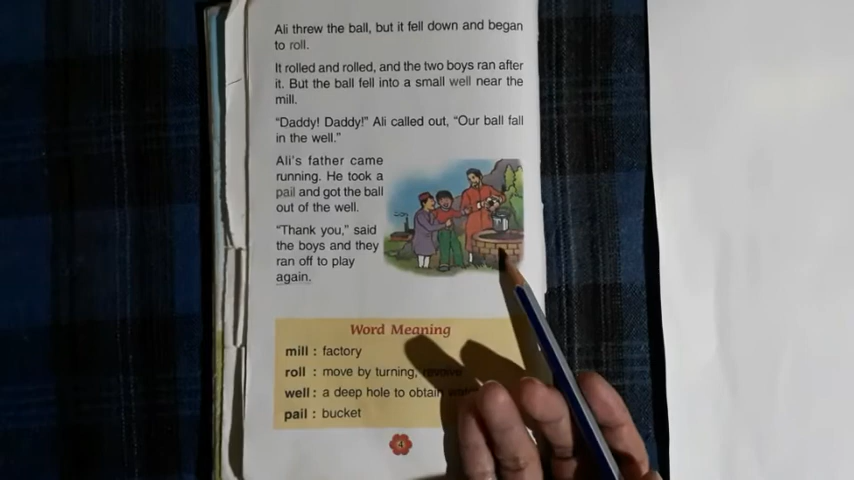 Ali threw the ball, but it fell down and began
to roll.
It rolled and rolled, and the two boys ran after
it. But the ball fell into a small well near the
mill.
“Daddy! Daddy!” Ali called out, “Our ball fall
in the well.”
Ali’s father came
running. He took a
pail and got the ball
out of the well.
“Thank you,” said
the boys and they
ran off to play
again.
Word Meaning
mill : factory
roll : move by turning, revolve
well : a deep hole to obtain water
pail : bucket
4